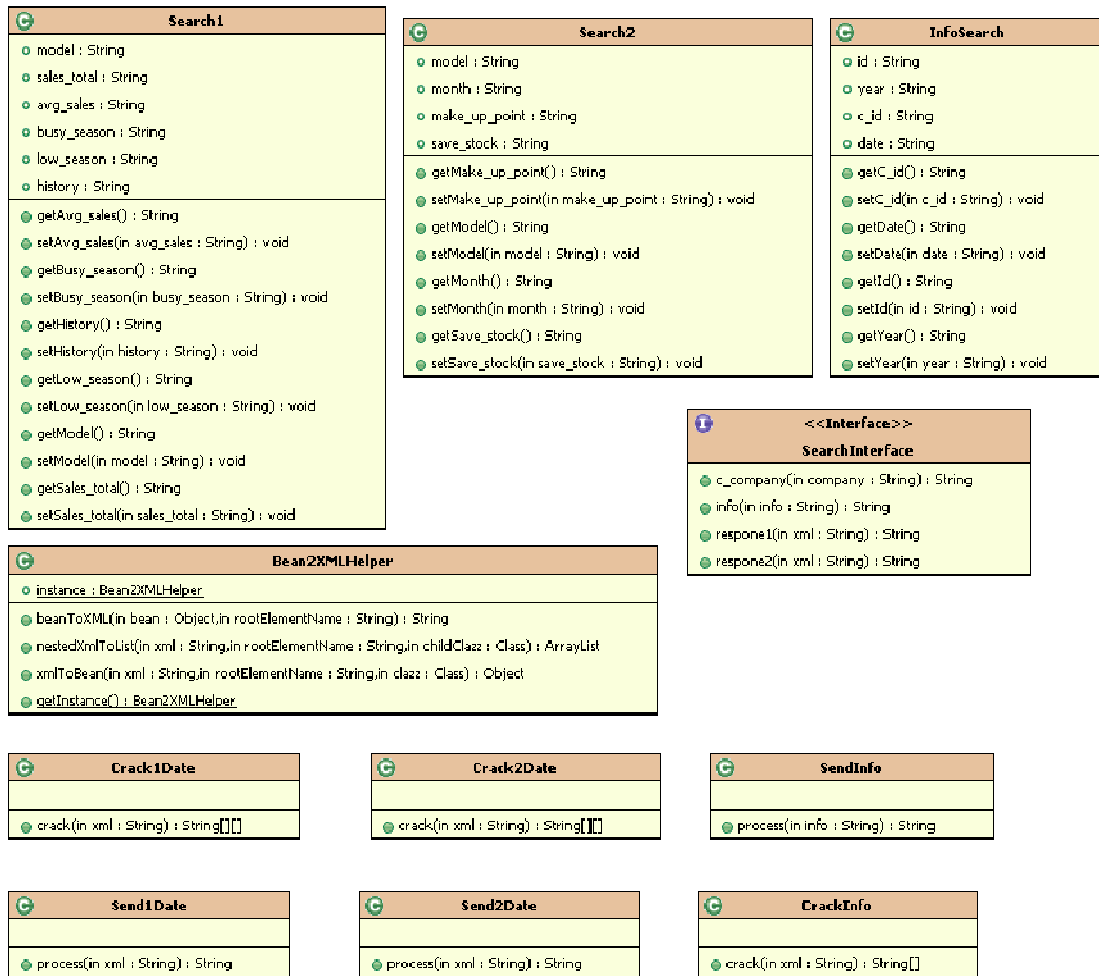 Search1
model : String
sales_total : String
avg_sales : String
busy_season : String
low_season : String
history : String
getAvg_sales() : String
setAvg_sales(in avg_sales : String) : void
getBusy_season() : String
setBusy_season(in busy_season : String) : void
getHistory() : String
setHistory(in history : String) : void
getLow_season() : String
setLow_season(in low_season : String) : void
getModel() : String
setModel(in model : String) : void
getSales_total() : String
setSales_total(in sales_total : String) : void
Search2
model : String
month : String
make_up_point : String
save_stock : String
getMake_up_point() : String
setMake_up_point(in make_up_point : String) : void
getModel() : String
setModel(in model : String) : void
getMonth() : String
setMonth(in month : String) : void
getSave_stock() : String
setSave_stock(in save_stock : String) : void
InfoSearch
id : String
year : String
c_id : String
date : String
getC_id() : String
setC_id(in c_id : String) : void
getDate() : String
setDate(in date : String) : void
getId() : String
setId(in id : String) : void
getYear() : String
setYear(in year : String) : void
<<Interface>>
SearchInterface
c_company(in company : String) : String
info(in info : String) : String
respone1(in xml : String) : String
respone2(in xml : String) : String
Bean2XMLHelper
instance : Bean2XMLHelper
beanToXML(in bean : Object,in rootElementName : String) : String
nestedXmlToList(in xml : String,in rootElementName : String,in childClazz : Class) : ArrayList
xmlToBean(in xml : String,in rootElementName : String,in clazz : Class) : Object
getInstance() : Bean2XMLHelper
Crack1Date
crack(in xml : String) : String[][]
Crack2Date
crack(in xml : String) : String[][]
SendInfo
process(in info : String) : String
Send1Date
process(in xml : String) : String
Send2Date
process(in xml : String) : String
CrackInfo
crack(in xml : String) : String[]